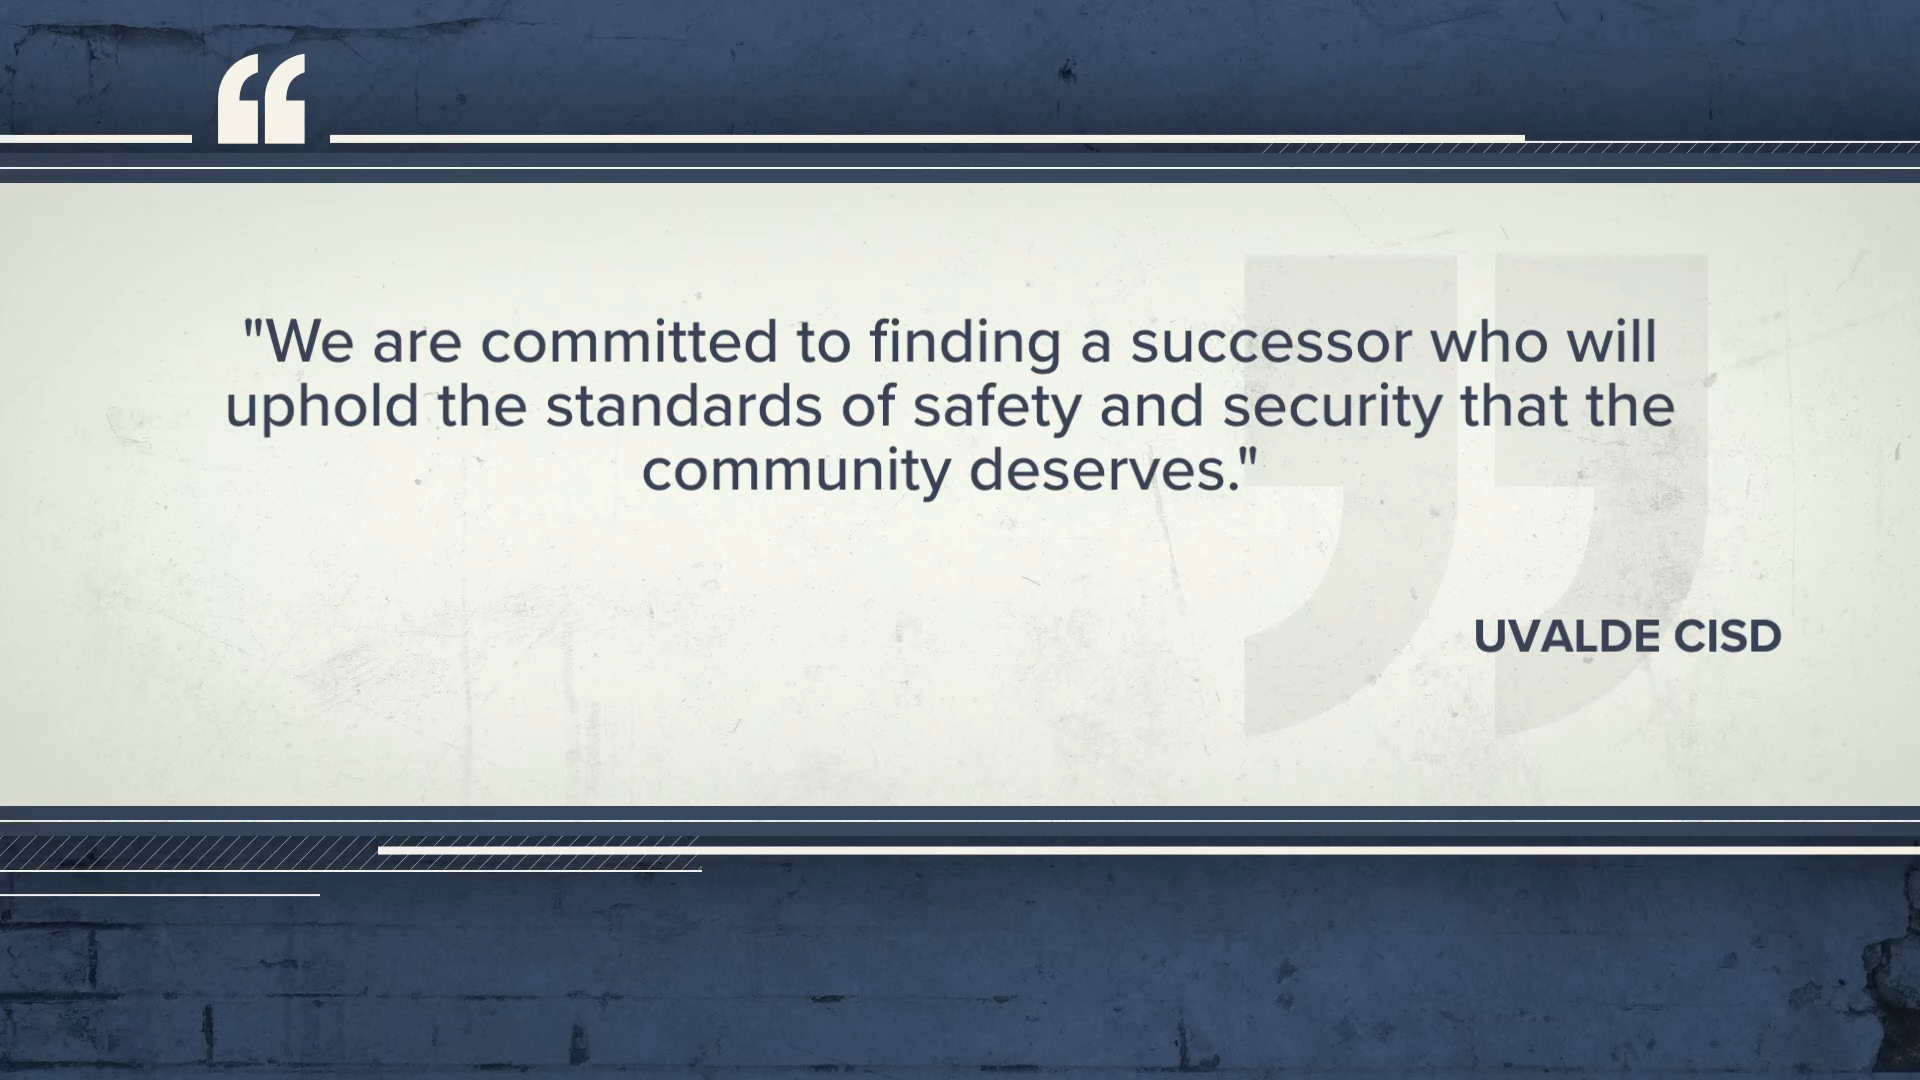 "We are committed to finding a successor who will
uphold the standards of safety and security that the
community deserves."
UVALDE CISD